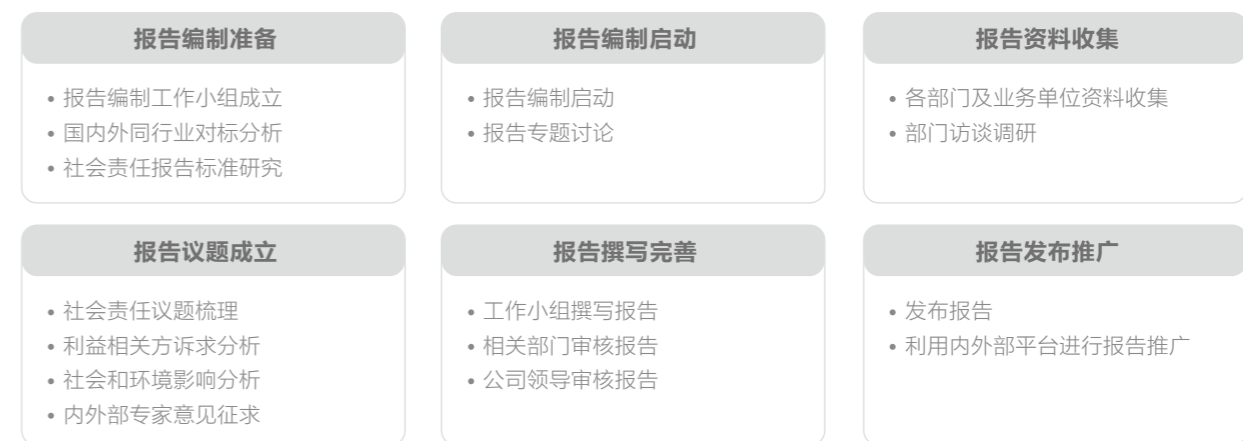 报告编制准备
• 报告编制工作小组成立
• 国内外同行业对标分析
• 社会责任报告标准研究
报告编制启动
• 报告编制启动
• 报告专题讨论
报告资料收集
• 各部门及业务单位资料收集
• 部门访谈调研
报告议题成立
• 社会责任议题梳理
• 利益相关方诉求分析
• 社会和环境影响分析
• 内外部专家意见征求
报告撰写完善
• 工作小组撰写报告
• 相关部门审核报告
• 公司领导审核报告
报告发布推广
• 发布报告
• 利用内外部平台进行报告推广